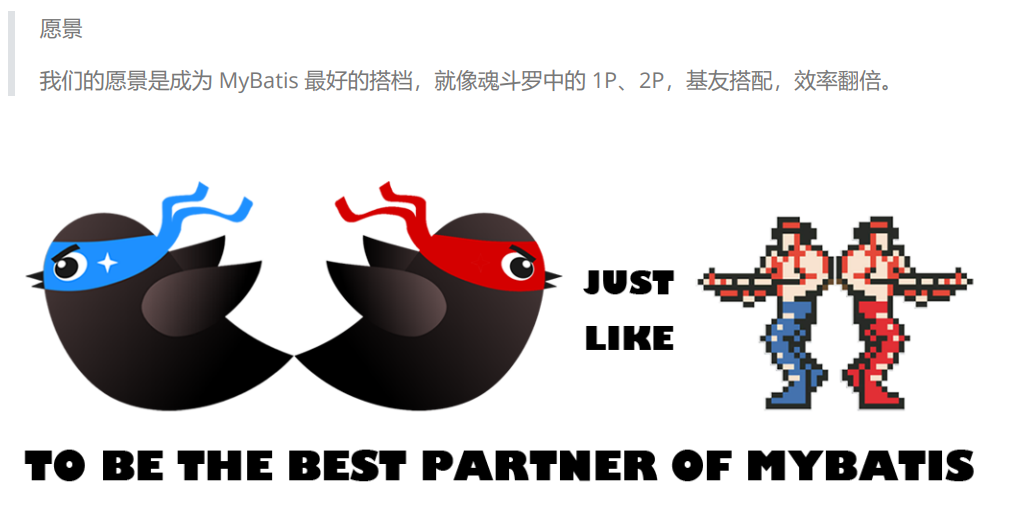 愿景
我们的愿景是成为 MyBatis 最好的搭档，就像魂斗罗中的 1P、2P，基友搭配，效率翻倍。
JUST
LIKE
TO BE THE BEST PARTNER OF MYBATIS